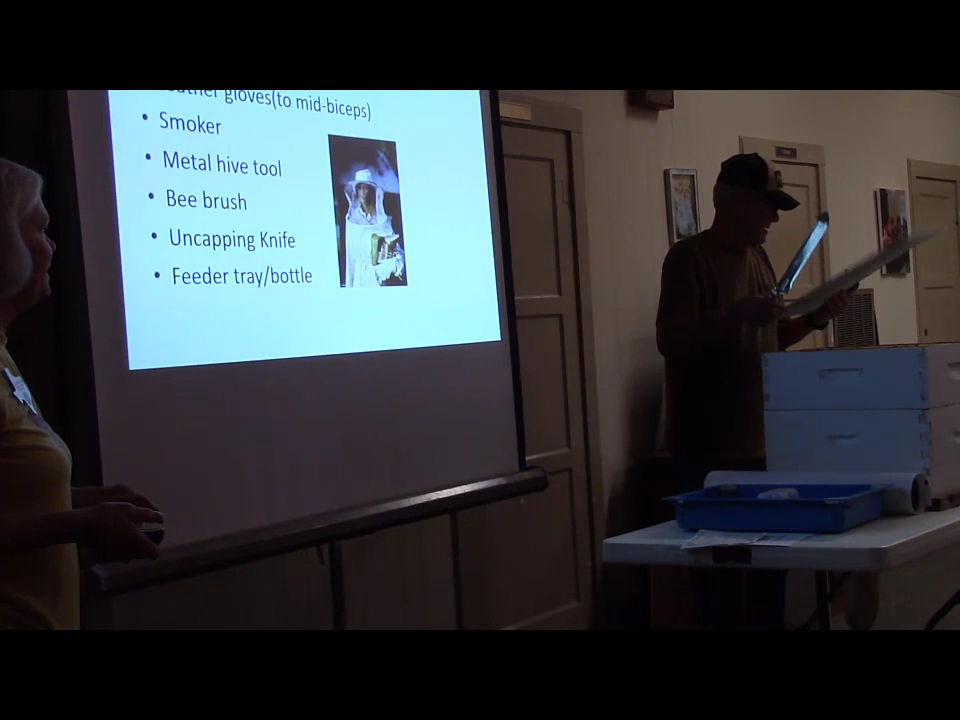 gloves(to mid-biceps)
• Smoker
• Metal hive tool
• Bee brush
• Uncapping Knife
• Feeder tray/bottle